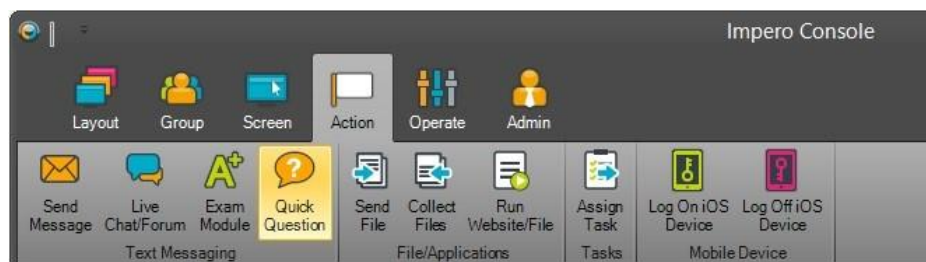 Impero Console
Layout Group Screen Action Operate Admin
Send Live Exam Quick Send Collect Run Assign Log On iOS Log Off iOS
Message Chat/Forum Module Question File Files Website/File Task Device Device
Text Messaging File/Applications Tasks Mobile Device